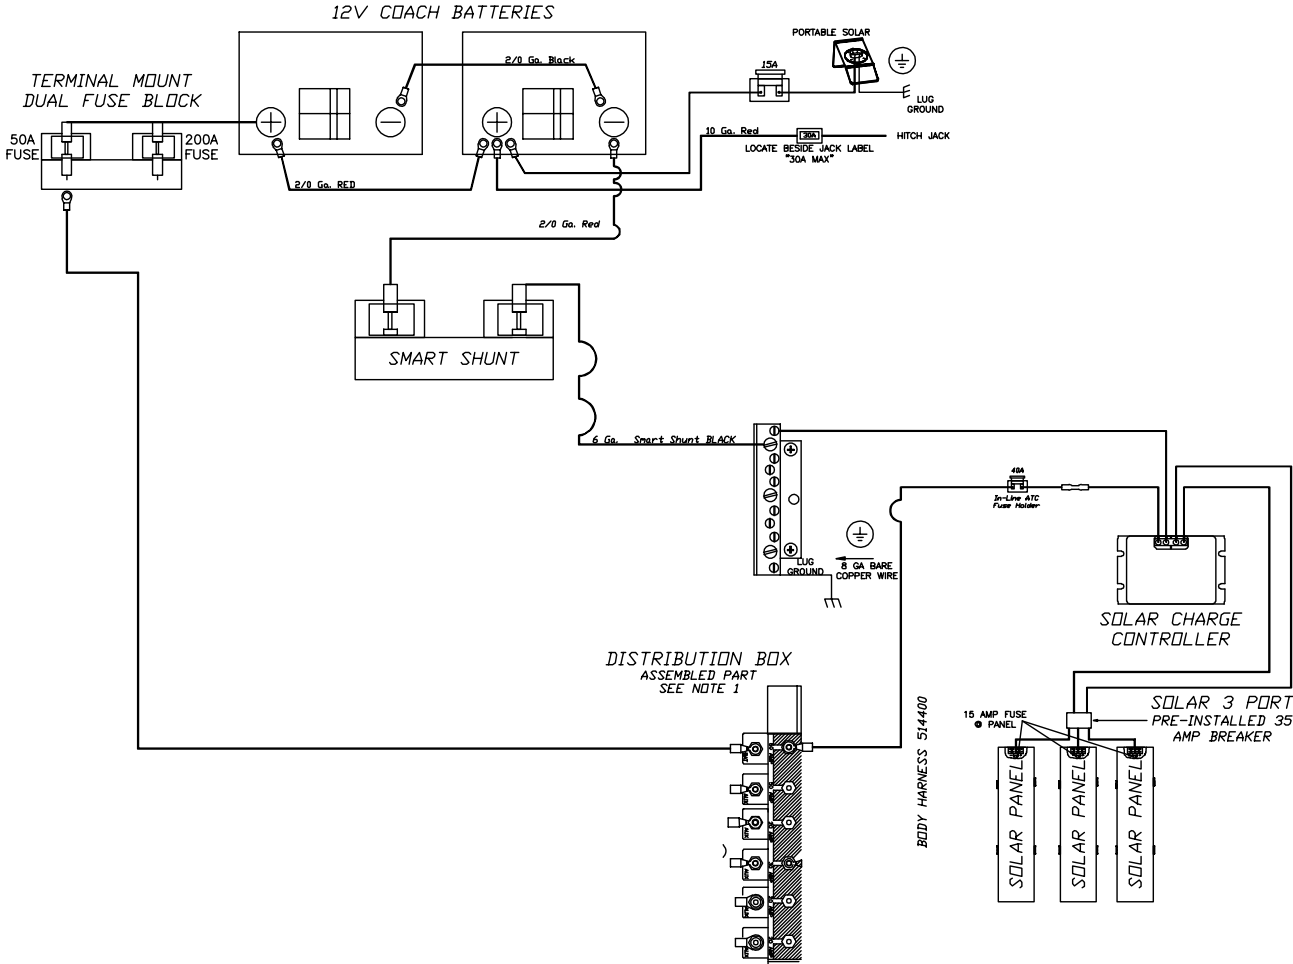 12V COACH BATTERIES
PORTABLE SOLAR
TERMINAL MOUNT
DUAL FUSE BLOCK
2/0 Ga. Black
15A
LUG
GROUND
50A
FUSE
200A
FUSE
10 Ga. Red
30A
HITCH JACK
LOCATE BESIDE JACK LABEL
"30A MAX"
2/0 Ga. RED
2/0 Ga. Red
SMART SHUNT
6 Ga. Smart Shunt BLACK
40A
In-Line ATC
Fuse Holder
LUG
GROUND
8 GA BARE
COPPER WIRE
SOLAR CHARGE
CONTROLLER
DISTRIBUTION BOX
ASSEMBLED PART
SEE NOTE 1
BODY HARNESS 514400
15 AMP FUSE
@ PANEL
SOLAR 3 PORT
PRE-INSTALLED 35
AMP BREAKER
SOLAR PANEL
SOLAR PANEL
SOLAR PANEL